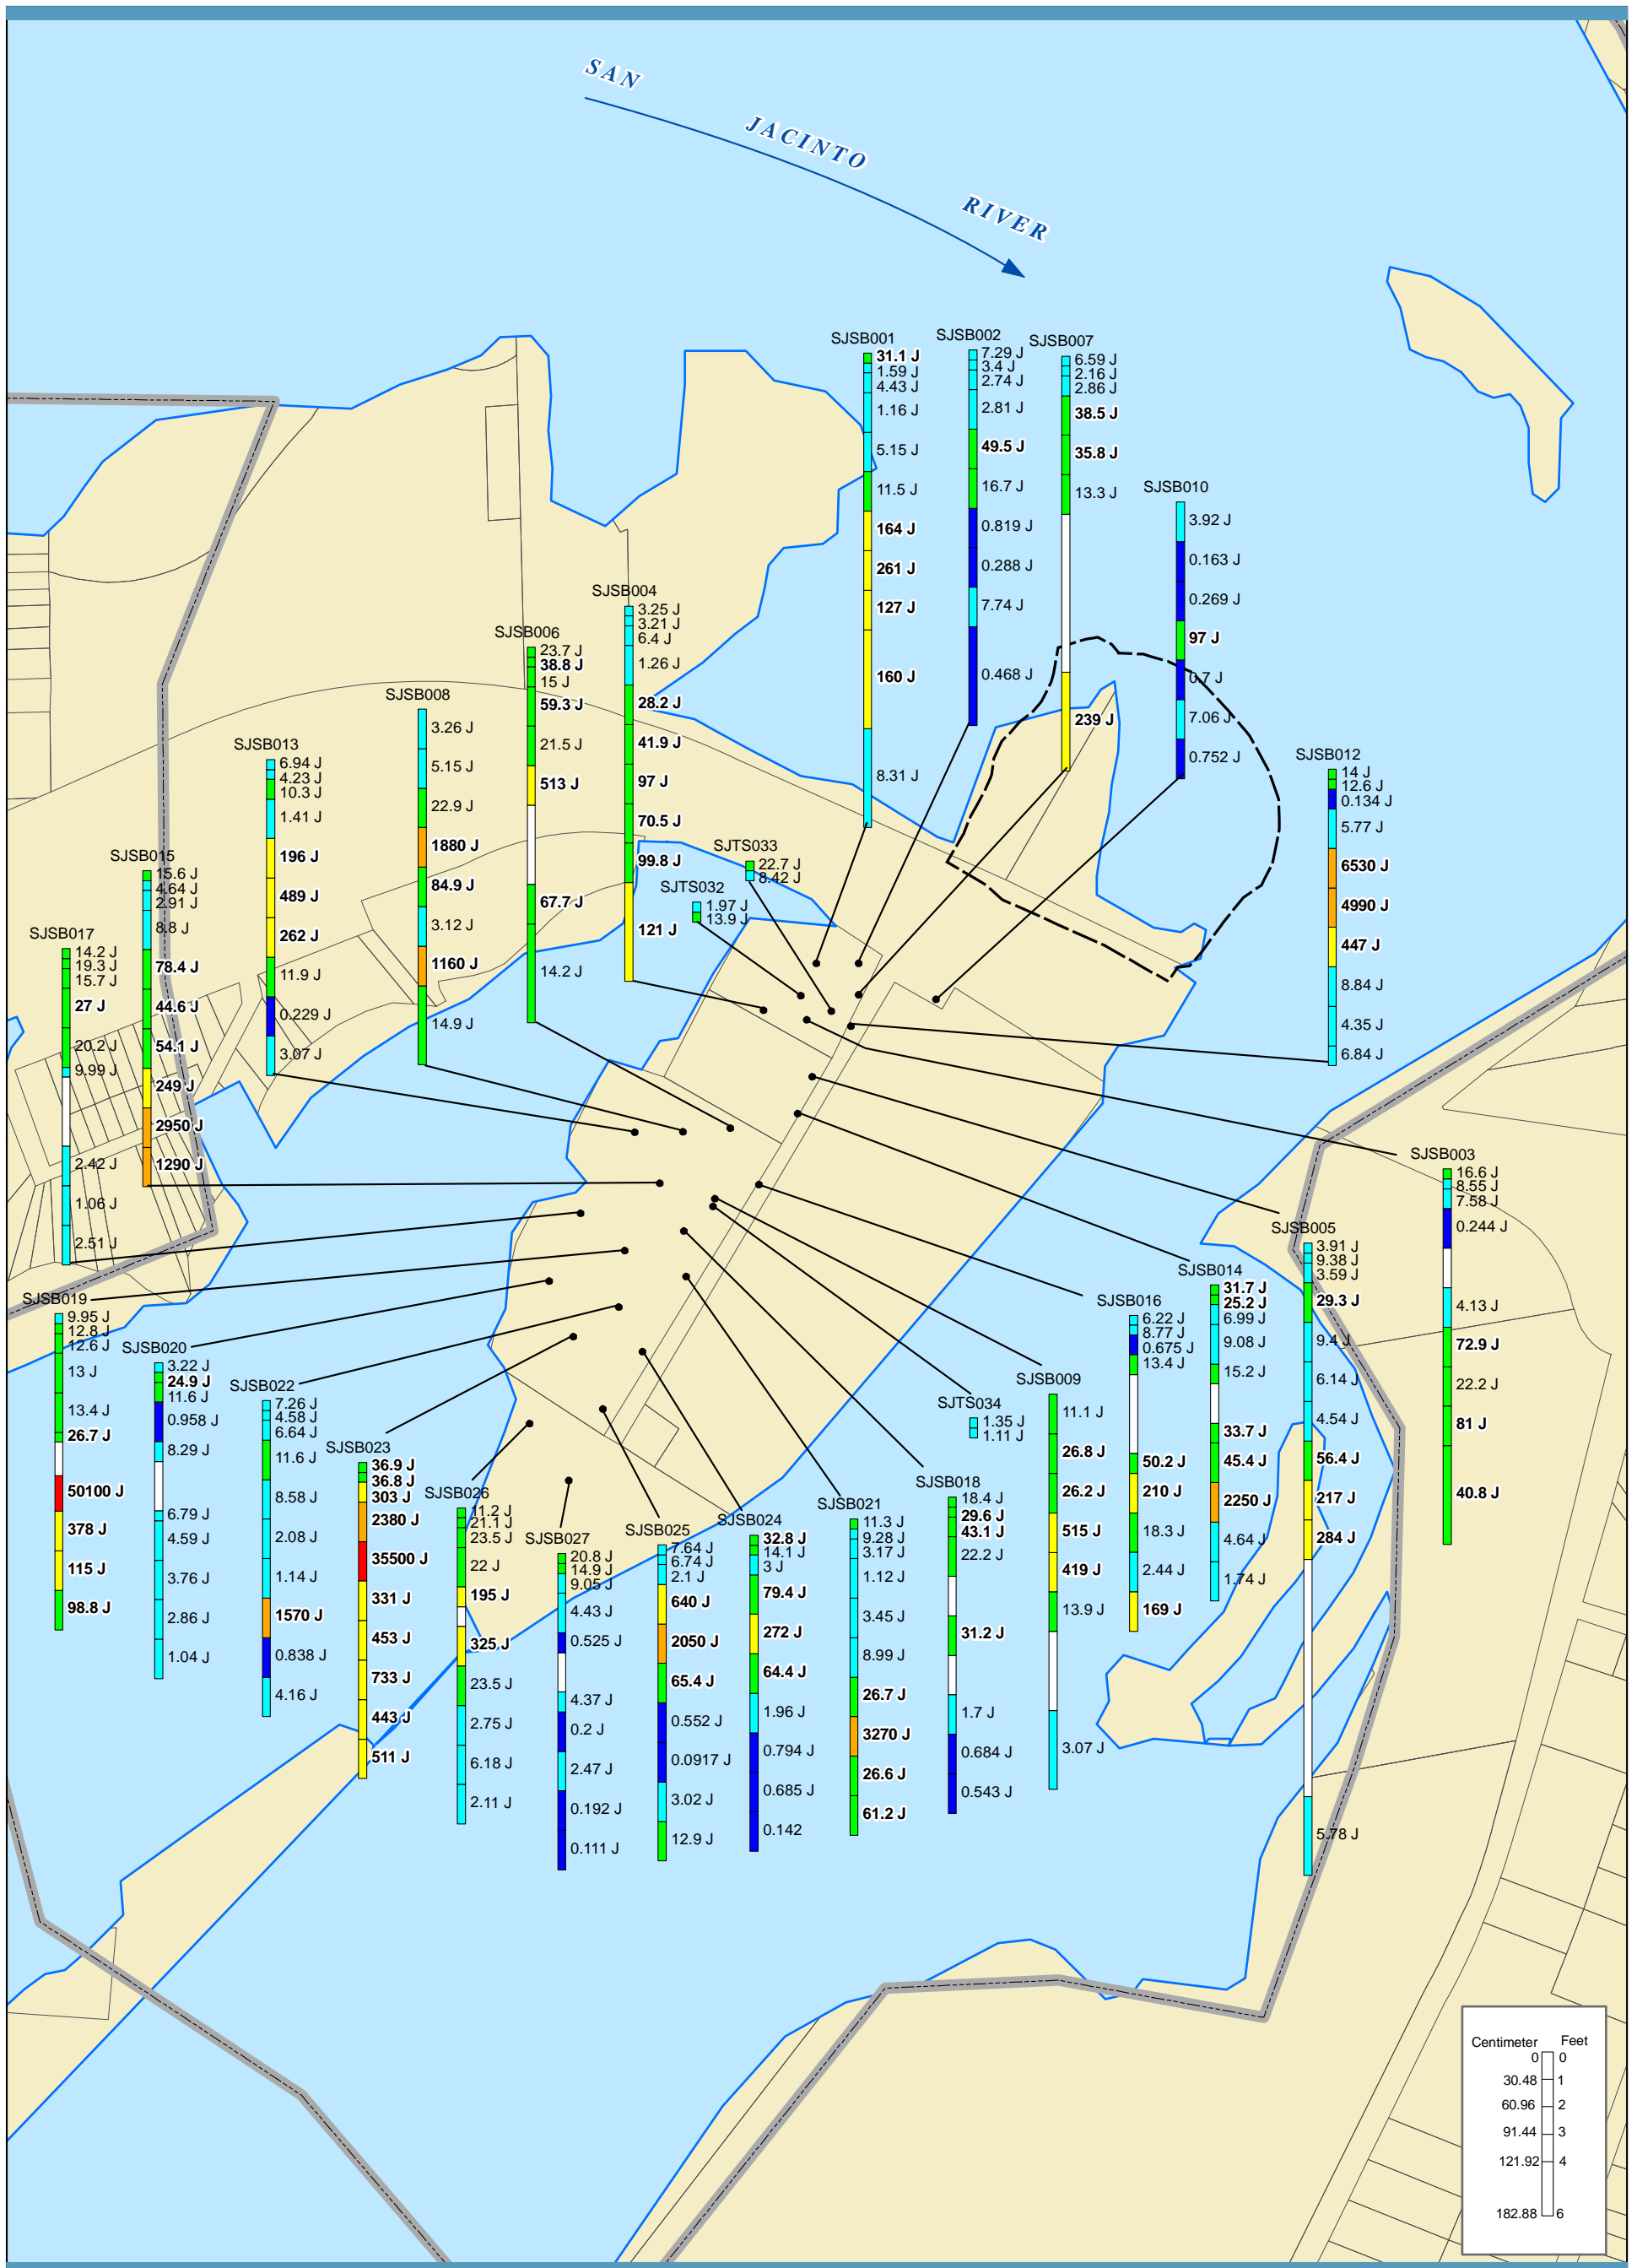 SAN
JACINTO
RIVER
SJSB001
31.1 J
1.59 J
4.43 J
1.16 J
5.15 J
11.5 J
164 J
261 J
127 J
160 J
8.31 J
SJSB002
7.29 J
3.4 J
2.74 J
2.81 J
49.5 J
16.7 J
0.819 J
0.288 J
7.74 J
0.468 J
SJSB007
6.59 J
2.16 J
2.86 J
38.5 J
35.8 J
13.3 J
239 J
SJSB010
3.92 J
0.163 J
0.269 J
97 J
0.7 J
7.06 J
0.752 J
SJSB004
3.25 J
3.21 J
6.4 J
1.26 J
28.2 J
41.9 J
97 J
70.5 J
99.8 J
121 J
SJSB006
23.7 J
38.8 J
15 J
59.3 J
21.5 J
513 J
67.7 J
14.2 J
SJSB008
3.26 J
5.15 J
22.9 J
1880 J
84.9 J
3.12 J
1160 J
14.9 J
SJSB013
6.94 J
4.23 J
10.3 J
1.41 J
196 J
489 J
262 J
11.9 J
0.229 J
3.07 J
SJSB012
14 J
12.6 J
0.134 J
5.77 J
6530 J
4990 J
447 J
8.84 J
4.35 J
6.84 J
SJSB015
15.6 J
4.64 J
2.91 J
8.8 J
78.4 J
44.6 J
54.1 J
249 J
2950 J
1290 J
SJTS033
22.7 J
8.42 J
SJTS032
1.97 J
13.9 J
SJSB017
14.2 J
19.3 J
15.7 J
27 J
20.2 J
9.99 J
2.42 J
1.06 J
2.51 J
SJSB003
16.6 J
8.55 J
7.58 J
0.244 J
4.13 J
72.9 J
22.2 J
81 J
40.8 J
SJSB005
3.91 J
9.38 J
3.59 J
29.3 J
9.4 J
6.14 J
4.54 J
56.4 J
217 J
284 J
5.78 J
SJSB014
31.7 J
25.2 J
6.99 J
9.08 J
15.2 J
33.7 J
45.4 J
2250 J
4.64 J
1.74 J
SJSB016
6.22 J
8.77 J
0.675 J
13.4 J
50.2 J
210 J
18.3 J
2.44 J
169 J
SJSB019
9.95 J
12.8 J
12.6 J
13 J
13.4 J
26.7 J
50100 J
378 J
115 J
98.8 J
SJSB020
3.22 J
24.9 J
11.6 J
0.958 J
8.29 J
6.79 J
4.59 J
3.76 J
2.86 J
1.04 J
SJSB022
7.26 J
4.58 J
6.64 J
11.6 J
8.58 J
2.08 J
1.14 J
1570 J
0.838 J
4.16 J
SJSB009
11.1 J
26.8 J
26.2 J
515 J
419 J
13.9 J
3.07 J
SJTS034
1.35 J
1.11 J
SJSB023
36.9 J
36.8 J
303 J
2380 J
35500 J
331 J
453 J
733 J
443 J
511 J
SJSB026
11.2 J
21.1 J
23.5 J
22 J
195 J
325 J
23.5 J
2.75 J
6.18 J
2.11 J
SJSB018
18.4 J
29.6 J
43.1 J
22.2 J
31.2 J
1.7 J
0.684 J
0.543 J
SJSB021
11.3 J
9.28 J
3.17 J
1.12 J
3.45 J
8.99 J
26.7 J
3270 J
26.6 J
61.2 J
SJSB024
32.8 J
14.1 J
3 J
79.4 J
272 J
64.4 J
1.96 J
0.794 J
0.685 J
0.142
SJSB025
7.64 J
6.74 J
2.1 J
640 J
2050 J
65.4 J
0.552 J
0.0917 J
3.02 J
12.9 J
SJSB027
20.8 J
14.9 J
9.05 J
4.43 J
0.525 J
4.37 J
0.2 J
2.47 J
0.192 J
0.111 J
Centimeter Feet
0 0
30.48 1
60.96 2
91.44 3
121.92 4
182.88 6